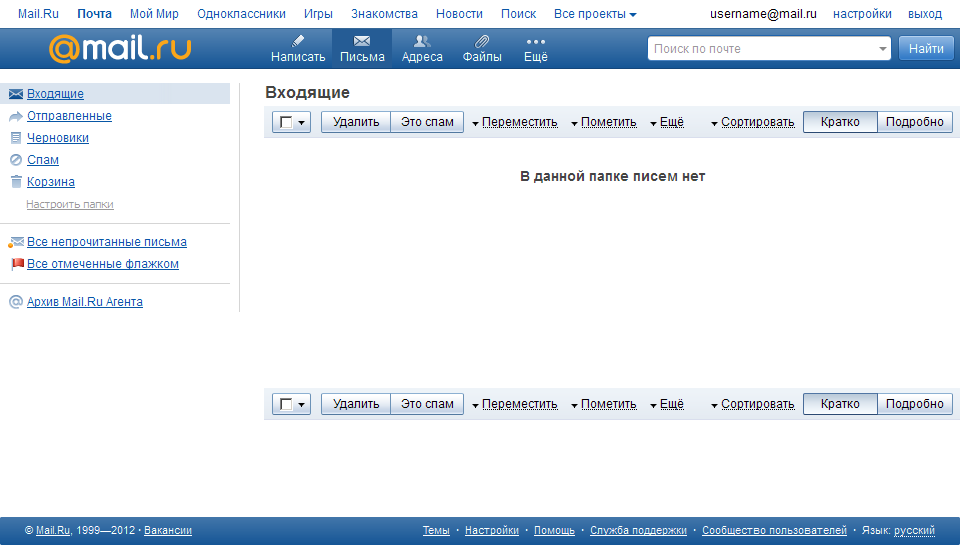 Mail.Ru Почта Мой Мир Одноклассники Игры Знакомства Новости Поиск Все проекты username@mail.ru настройки выход
@mail.ru Написать Письма Адреса Файлы Ещё Поиск по почте Найти
Входящие
Отправленные
Черновики
Спам
Корзина
Настроить папки
Все непрочитанные письма
Все отмеченные флажком
Архив Mail.Ru Агента
Входящие
Удалить Это спам Переместить Пометить Ещё Сортировать Кратко Подробно
В данной папке писем нет
Удалить Это спам Переместить Пометить Ещё Сортировать Кратко Подробно
© Mail.Ru, 1999—2012 · Вакансии Темы · Настройки · Помощь · Служба поддержки · Сообщество пользователей · Язык: русский